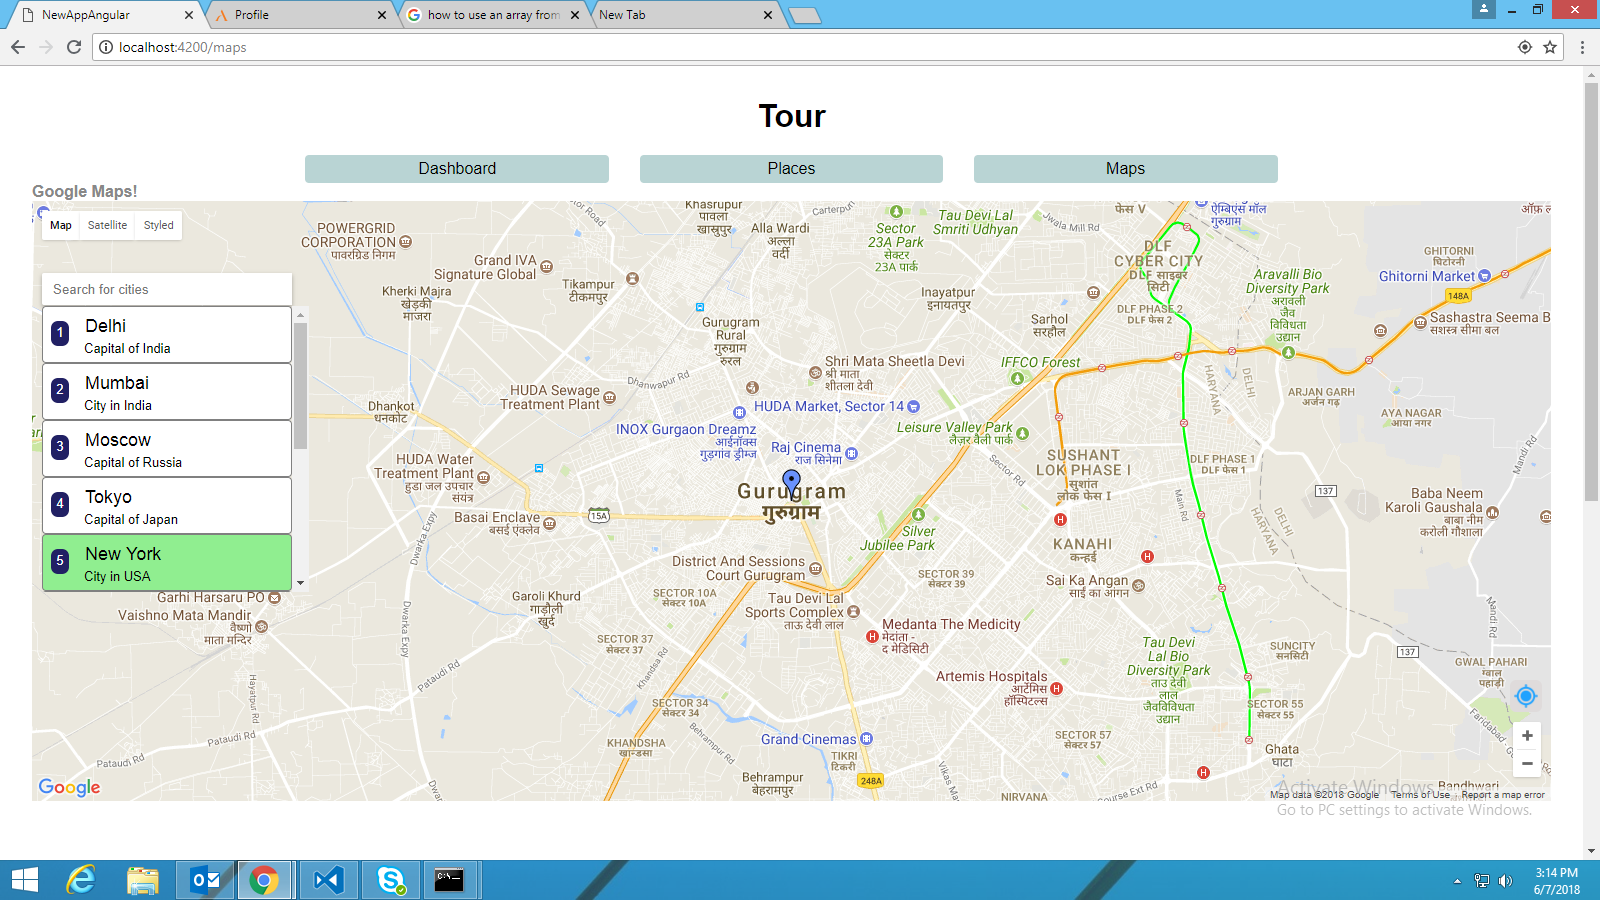 NewAppAngular
Profile
how to use an array from
New Tab
localhost:4200/maps
Tour
Dashboard
Places
Maps
Google Maps!
Map
Satellite
Styled
Search for cities
1
Delhi
Capital of India
2
Mumbai
City in India
3
Moscow
Capital of Russia
4
Tokyo
Capital of Japan
5
New York
City in USA
POWERGRID
CORPORATION
पावरग्रिड निगम
Grand IVA
Signature Global
Kherki Majra
खेड़की
माजरा
Tikampur
टीकमपुर
Khasrupur
पावला
खासरुपुर
Carterpuri
Alla Wardi
अल्ला
वर्दी
Sector
23A Park
सेक्टर
23A पार्क
Tau Devi Lal
Smriti Udhyan
Jwala Mill Rd
फेस V
ऐम्बिएंस मॉल
गुरुग्राम
DLF
CYBER CITY
DLF साइबर
सिटी
DLF PHASE 2
DLF फेस 2
GHITORNI
घिटोरनी
Ghitorni Market
148A
Aravalli Bio
Diversity Park
अरावली
जैव
विविधता
उद्यान
Sashastra Seema B
सशस्त्र सीमा बल
Inayatpur
इनायतपुर
Sarhol
सरहौल
Gurugram
Rural
गुरुग्राम
रुरल
Shri Mata Sheetla Devi
श्री माता
शीतला देवी
IFFCO Forest
Dhanwapur Rd
HUDA Sewage
Treatment Plant
Dhankot
धनकोट
HUDA Market, Sector 14
INOX Gurgaon Dreamz
आईनॉक्स
गुड़गांव ड्रीम्ज
Raj Cinema
राज सिनेमा
Leisure Valley Park
लैज़र वैली पार्क
HARYANA
DELHI
ARJAN GARH
अर्जन गढ़
AYA NAGAR
आया नगर
Mandi Rd
HUDA Water
Treatment Plant
हुडा जल उपचार
संयंत्र
SUSHANT
LOK PHASE I
सुशांत
लोक फेस I
DLF PHASE 1
DLF फेस 1
Sector Rd
Main Rd
137
Baba Neem
Karoli Gaushala
बाबा नीम
करोली गौशाला
Gurugram
गुरुग्राम
15A
Basai Enclave
बसई एंक्लेव
Dwarka Expy
Silver
Jubilee Park
HARYANA
DELHI
KANAHI
कन्हई
District And Sessions
Court Gurugram
SECTOR 39
सेक्टर 39
Sai Ka Angan
साईं का आंगन
Garhi Harsaru PO
Vaishno Mata Mandir
वैष्णो
माता मन्दिर
Garoli Khurd
गाड़ौली
खुर्द
SECTOR 10A
सेक्टर 10A
Tau Devi Lal
Sports Complex
ताऊ देवी लाल
Medanta The Medicity
मेदांता -
द मेडिसिटी
Dwarka Expy
SECTOR 37
सेक्टर 37
Khandsa Rd
Tau Devi
Lal Bio
Diversity Park
ताउ देवी
लाल
जैवविविधता
उद्यान
SUNCITY
सनसिटी
137
Mandi Rd
GWAL PAHARI
ग्वाल
पहाड़ी
Pataudi Rd
Hayatpur Rd
Artemis Hospitals
आर्टेमिस
हॉस्पिटल्स
SECTOR 34
सेक्टर 34
SECTOR 55
सेक्टर 55
Pataudi Rd
Pataudi Rd
KHANDSHA
खान्डसा
Behrampur Rd
Grand Cinemas
TIKRI
टिकरी
SECTOR 57
सेक्टर 57
Ghata
घाटा
248A
Behrampur
बेहरामपुर
Vikas Marg
NIRVANA
Course Ext Rd
Bandhwari
Google
Map data ©2018 Google
Terms of Use
Report a map error
Activate Windows
Go to PC settings to activate Windows.
3:14 PM
6/7/2018